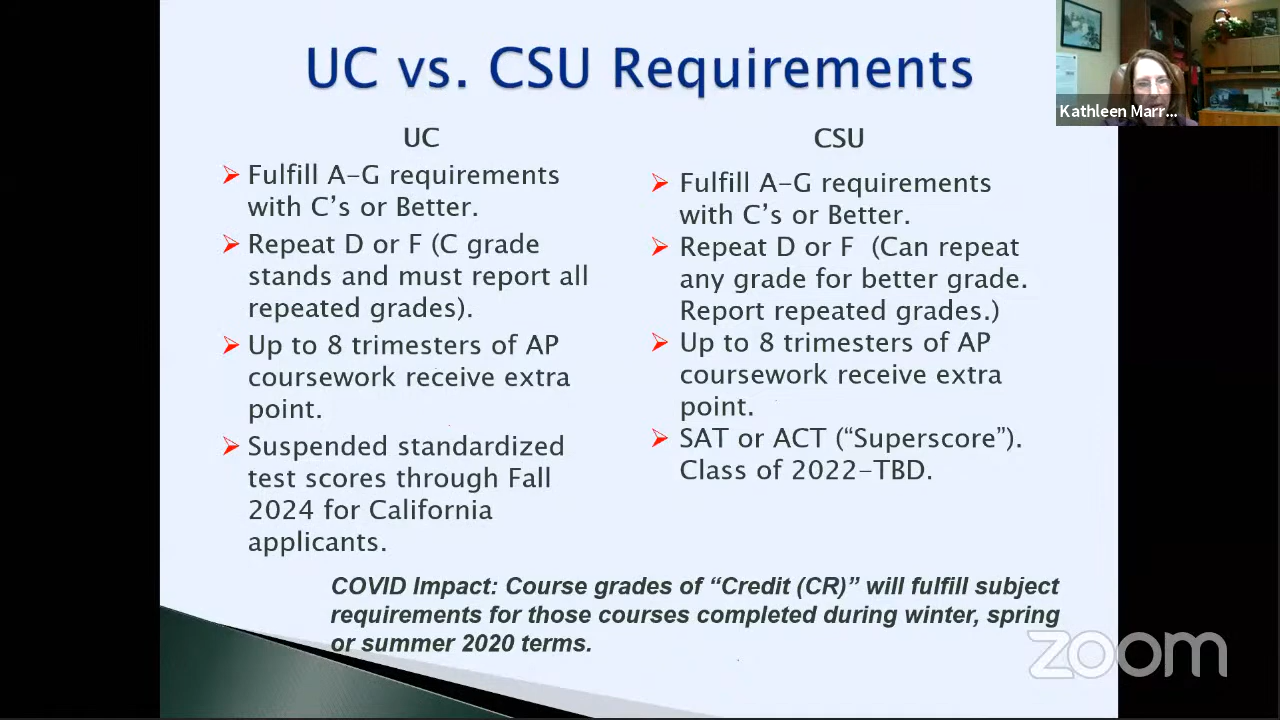 UC vs. CSU Requirements
UC
Fulfill A-G requirements
with C's or Better.
Repeat D or F (C grade
stands and must report all
repeated grades).
Up to 8 trimesters of AP
coursework receive extra
point.
Suspended standardized
test scores through Fall
2024 for California
applicants.
CSU
Fulfill A-G requirements
with C's or Better.
Repeat D or F  (Can repeat
any grade for better grade.
Report repeated grades.)
Up to 8 trimesters of AP
coursework receive extra
point.
SAT or ACT (“Superscore”).
Class of 2022-TBD.
COVID Impact: Course grades of “Credit (CR)” will fulfill subject
requirements for those courses completed during winter, spring
or summer 2020 terms.
Kathleen Marr...
zoom